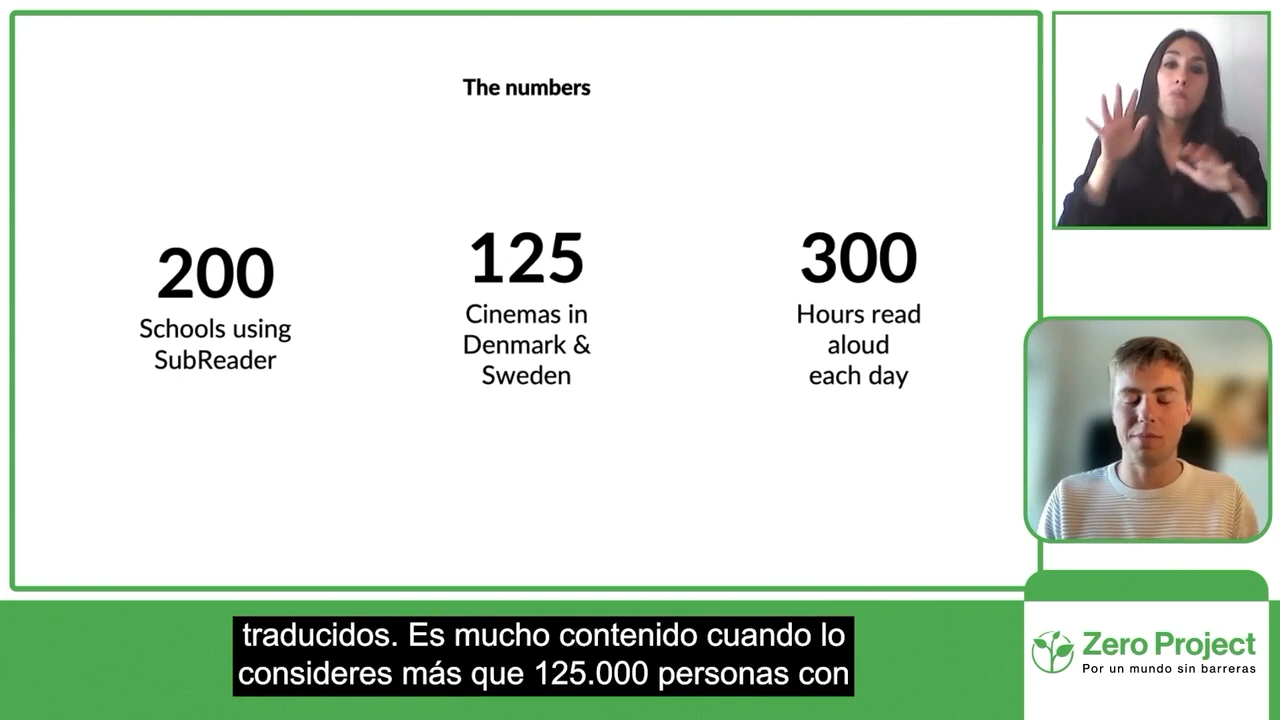 The numbers
200
Schools using
SubReader
125
Cinemas in
Denmark &
Sweden
300
Hours read
aloud
each day
traducidos. Es mucho contenido cuando lo
consideres más que 125.000 personas con
Zero Project
Por un mundo sin barreras